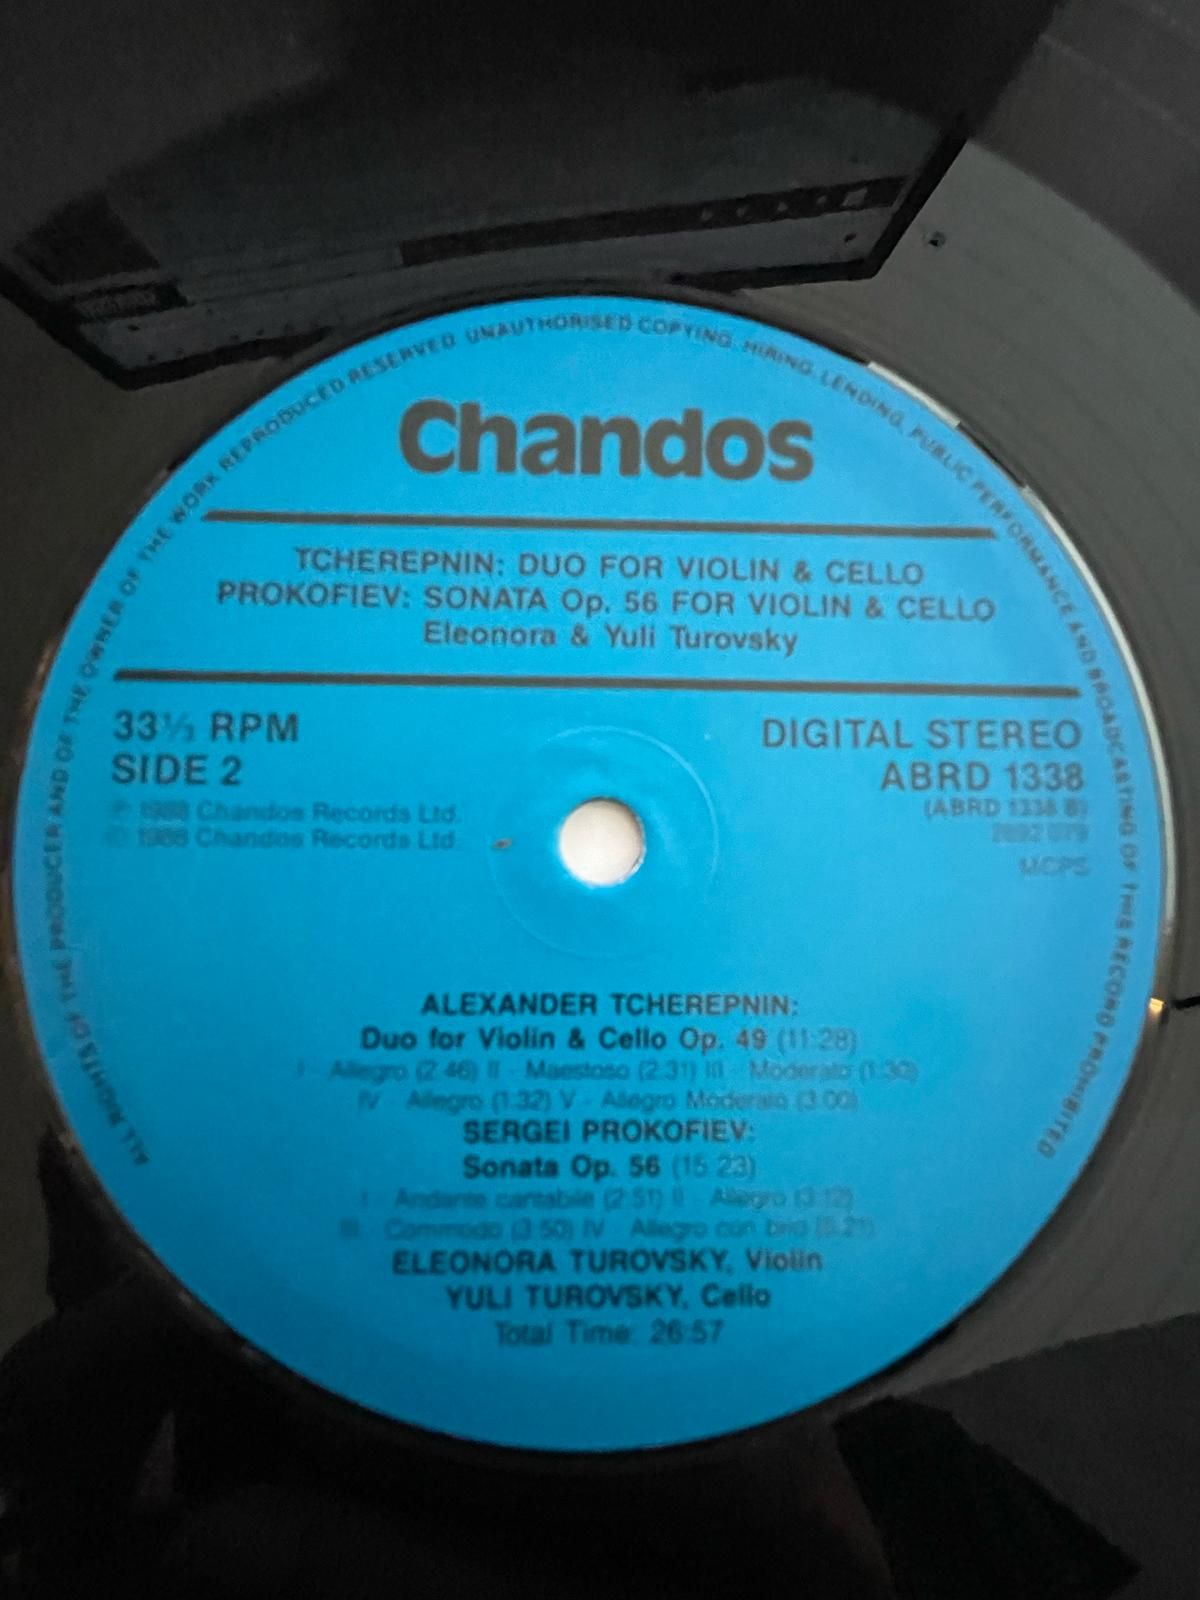 ALL RIGHTS OF THE PRODUCER AND OF THE OWNER OF THE WORK REPRODUCED RESERVED UNAUTHORISED COPYING, HIRING, LENDING, PUBLIC PERFORMANCE AND BROADCASTING OF THIS RECORD PROHIBITED
Chandos
TCHEREPNIN: DUO FOR VIOLIN & CELLO
PROKOFIEV: SONATA Op. 56 FOR VIOLIN & CELLO
Eleonora & Yuli Turovsky
33⅓ RPM
SIDE 2
℗ 1988 Chandos Records Ltd.
© 1988 Chandos Records Ltd.
DIGITAL STEREO
ABRD 1338
(ABRD 1338 B)
2892 079
MCPS
ALEXANDER TCHEREPNIN:
Duo for Violin & Cello Op. 49 (11:28)
I - Allegro (2:46) II - Maestoso (2:31) III - Moderato (1:30)
IV - Allegro (1:32) V - Allegro Moderato (3:00)
SERGEI PROKOFIEV:
Sonata Op. 56 (15:23)
I - Andante cantabile (2:51) II - Allegro (3:12)
III - Commodo (3:50) IV - Allegro con brio (5:21)
ELEONORA TUROVSKY, Violin
YULI TUROVSKY, Cello
Total Time: 26:57